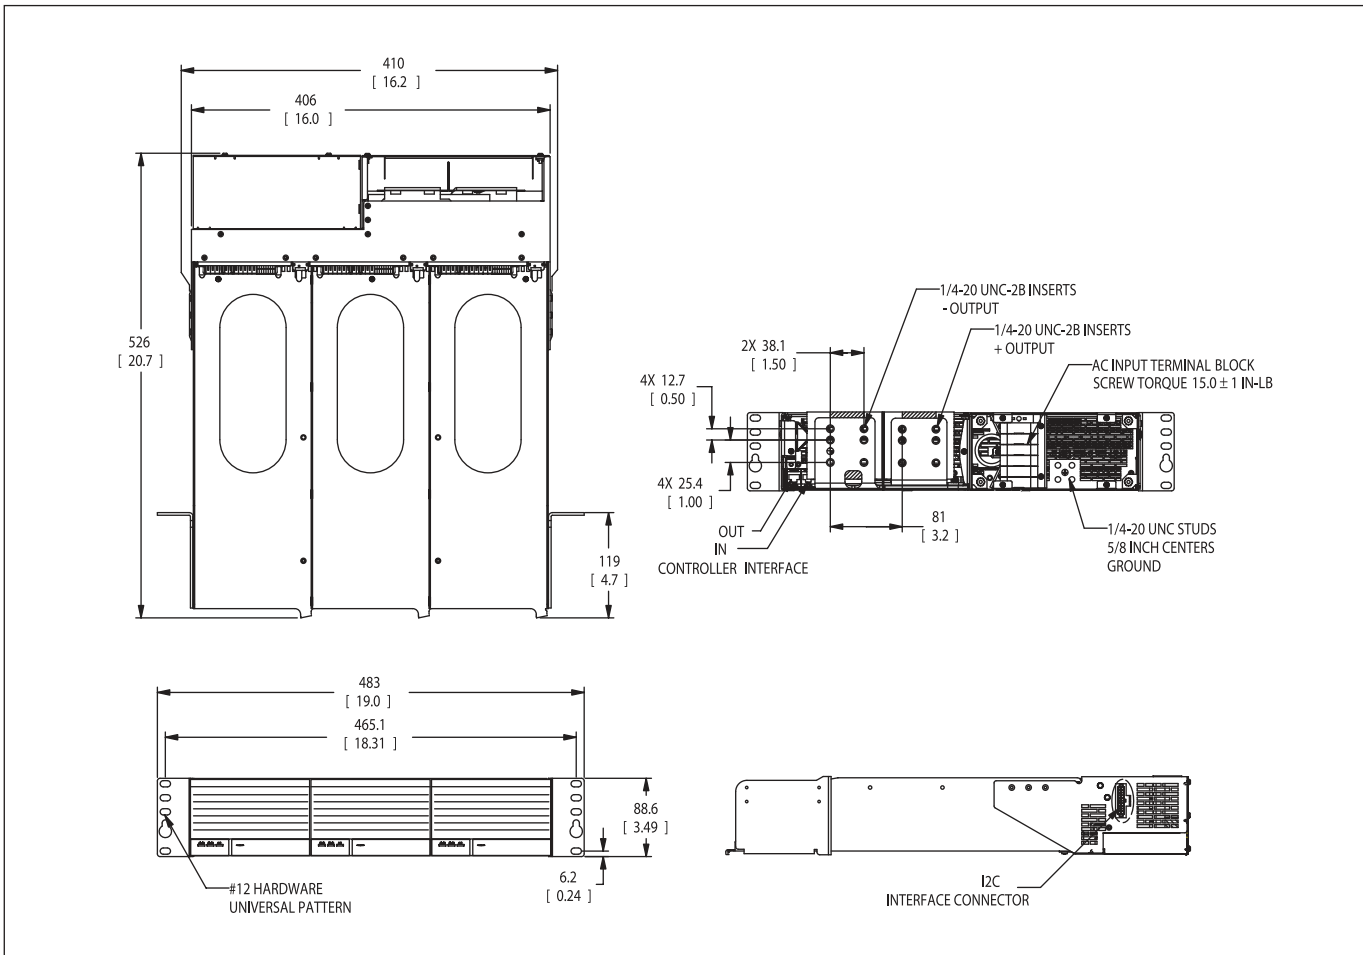 410
[ 16.2 ]
406
[ 16.0 ]
526
[ 20.7 ]
119
[ 4.7 ]
1/4-20 UNC-2B INSERTS
- OUTPUT
1/4-20 UNC-2B INSERTS
+ OUTPUT
2X 38.1
[ 1.50 ]
AC INPUT TERMINAL BLOCK
SCREW TORQUE 15.0 ± 1 IN-LB
4X 12.7
[ 0.50 ]
4X 25.4
[ 1.00 ]
81
[ 3.2 ]
OUT
IN
CONTROLLER INTERFACE
1/4-20 UNC STUDS
5/8 INCH CENTERS
GROUND
483
[ 19.0 ]
465.1
[ 18.31 ]
88.6
[ 3.49 ]
6.2
[ 0.24 ]
#12 HARDWARE
UNIVERSAL PATTERN
I2C
INTERFACE CONNECTOR